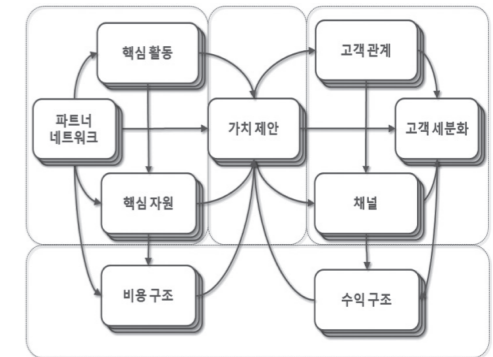 핵심 활동
고객 관계
파트너
네트워크
가치 제안
고객 세분화
핵심 자원
채널
비용 구조
수익 구조